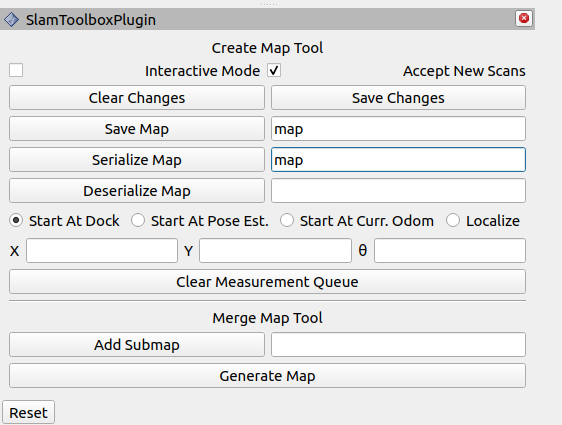 SlamToolboxPlugin
Create Map Tool
Interactive Mode Accept New Scans
Clear Changes Save Changes
Save Map map
Serialize Map map
Deserialize Map
Start At Dock Start At Pose Est. Start At Curr. Odom Localize
X Y θ
Clear Measurement Queue
Merge Map Tool
Add Submap
Generate Map
Reset